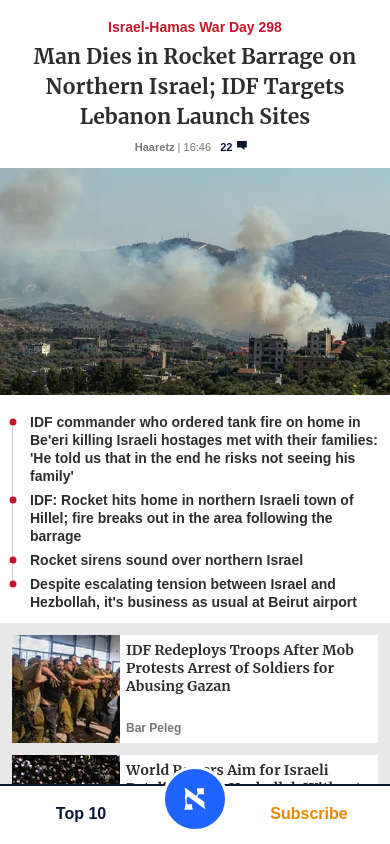 Israel-Hamas War Day 298
Man Dies in Rocket Barrage on
Northern Israel; IDF Targets
Lebanon Launch Sites
Haaretz | 16:46 22
IDF commander who ordered tank fire on home in
Be'eri killing Israeli hostages met with their families:
'He told us that in the end he risks not seeing his
family'
IDF: Rocket hits home in northern Israeli town of
Hillel; fire breaks out in the area following the
barrage
Rocket sirens sound over northern Israel
Despite escalating tension between Israel and
Hezbollah, it's business as usual at Beirut airport
IDF Redeploys Troops After Mob
Protests Arrest of Soldiers for
Abusing Gazan
Bar Peleg
World Aim for Israeli
Top 10
Subscribe